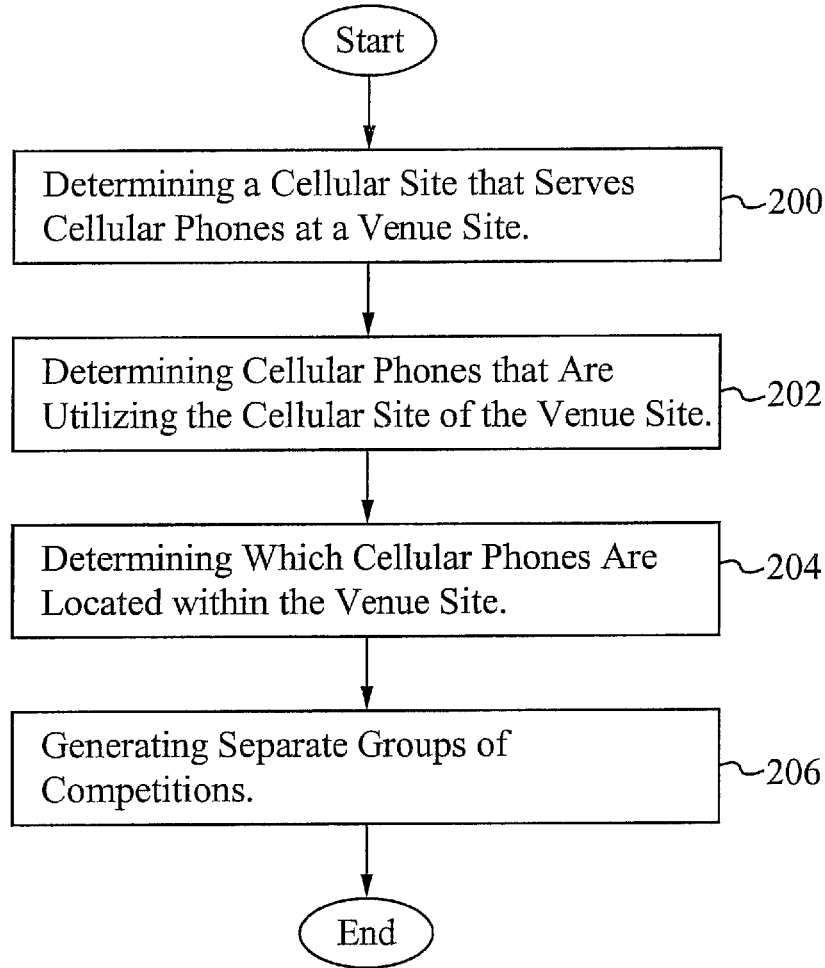 Start
Determining a Cellular Site that Serves
Cellular Phones at a Venue Site.
200
Determining Cellular Phones that Are
Utilizing the Cellular Site of the Venue Site.
202
Determining Which Cellular Phones Are
Located within the Venue Site.
204
Generating Separate Groups of
Competitions.
206
End